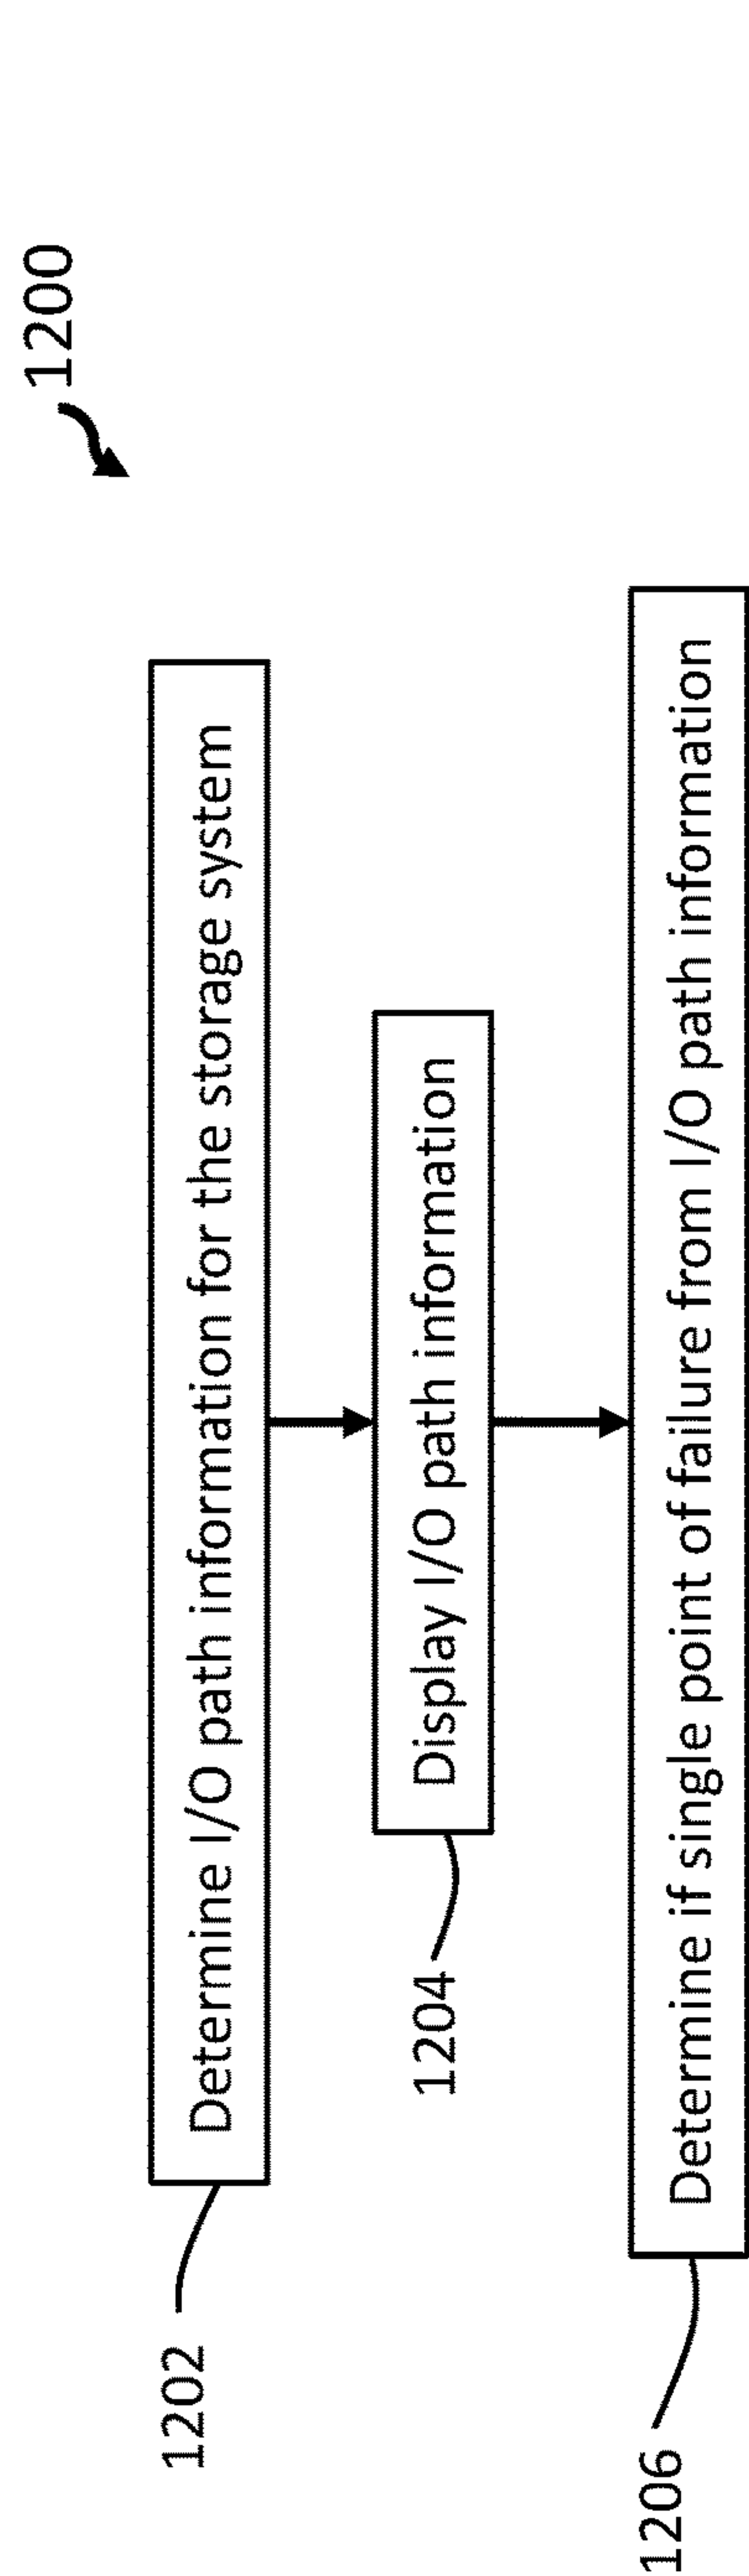 1200
1202
Determine I/O path information for the storage system
1204
Display I/O path information
1206
Determine if single point of failure from I/O path information